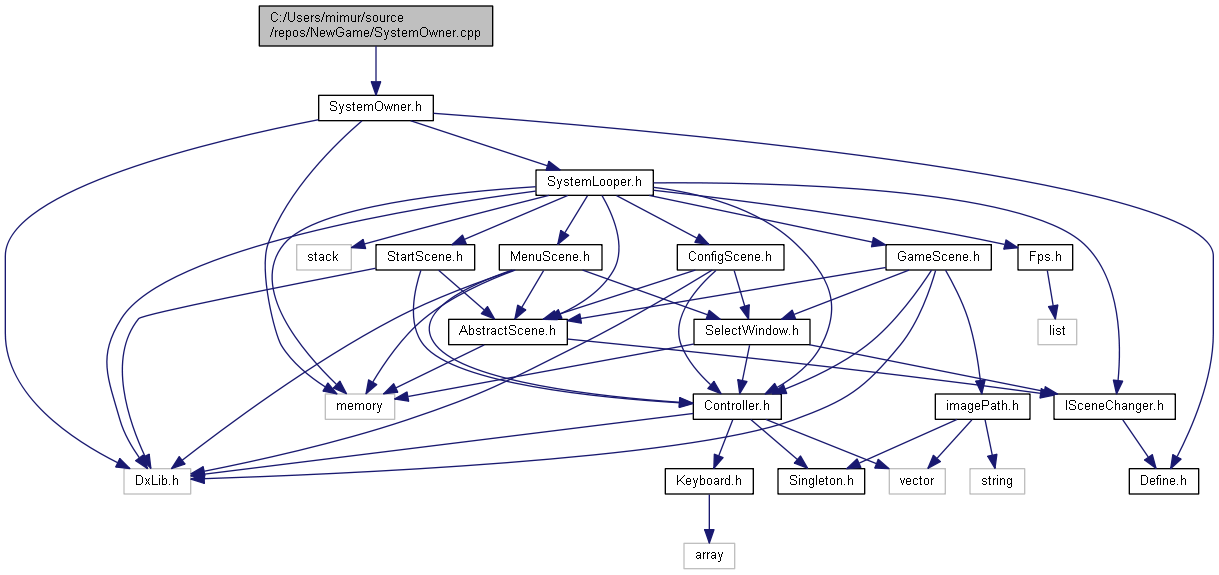 C:/Users/mimur/source
/repos/NewGame/SystemOwner.cpp
SystemOwner.h
SystemLooper.h
stack
StartScene.h
MenuScene.h
ConfigScene.h
GameScene.h
Fps.h
AbstractScene.h
SelectWindow.h
list
memory
Controller.h
imagePath.h
ISceneChanger.h
DxLib.h
Keyboard.h
Singleton.h
vector
string
Define.h
array